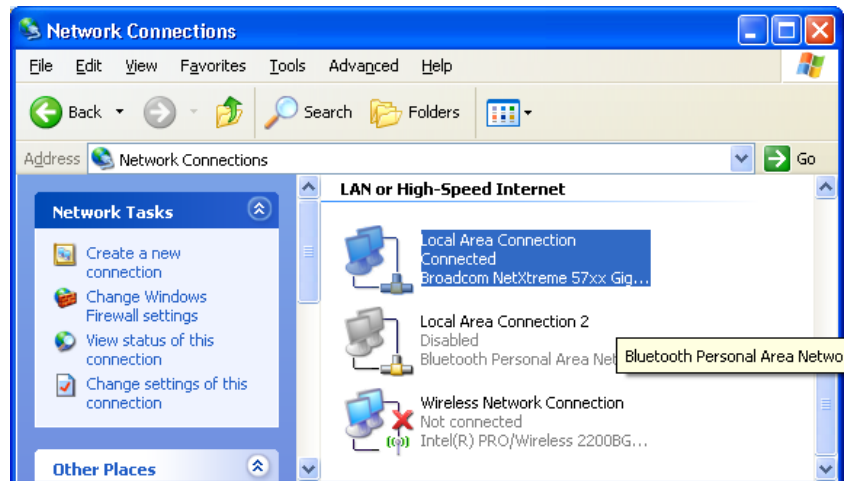 Network Connections
File Edit View Favorites Tools Advanced Help
Back Search Folders
Address Network Connections Go
Network Tasks
Create a new
connection
Change Windows
Firewall settings
View status of this
connection
Change settings of this
connection
Other Places
LAN or High-Speed Internet
Local Area Connection
Connected
Broadcom NetXtreme 57xx Gig...
Local Area Connection 2
Disabled
Bluetooth Personal Area Net
Bluetooth Personal Area Netwo
Wireless Network Connection
Not connected
Intel(R) PRO/Wireless 2200BG...